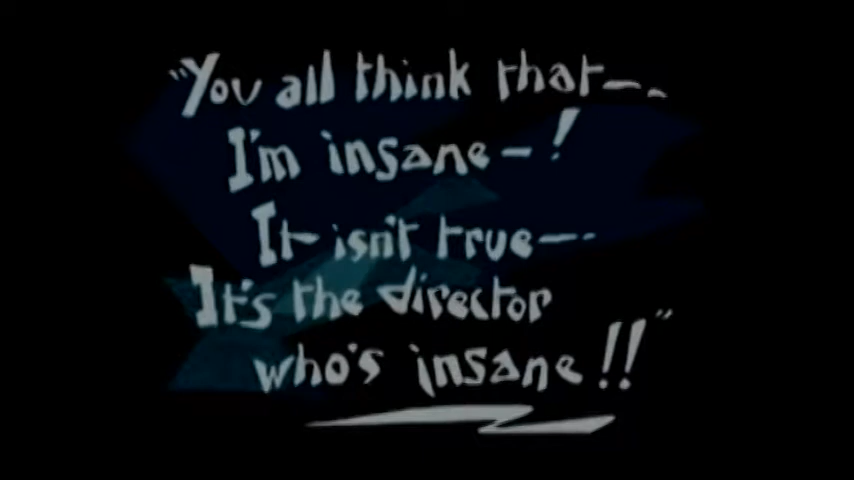 "You all think that--
I'm insane-!
It isn't true--
It's the director
who's insane!!"